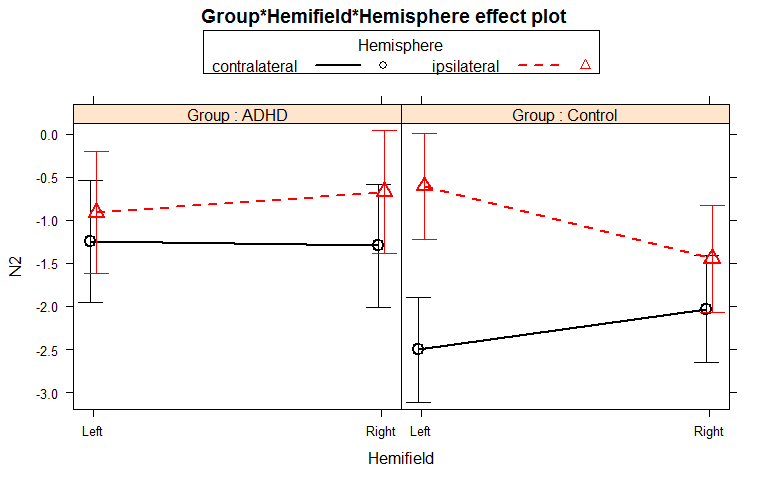 Group*Hemifield*Hemisphere effect plot
Hemisphere
contralateral ipsilateral
Group : ADHD Group : Control
0.0
-0.5
-1.0
-1.5
-2.0
-2.5
-3.0
N2
Left Right Left Right
Hemifield